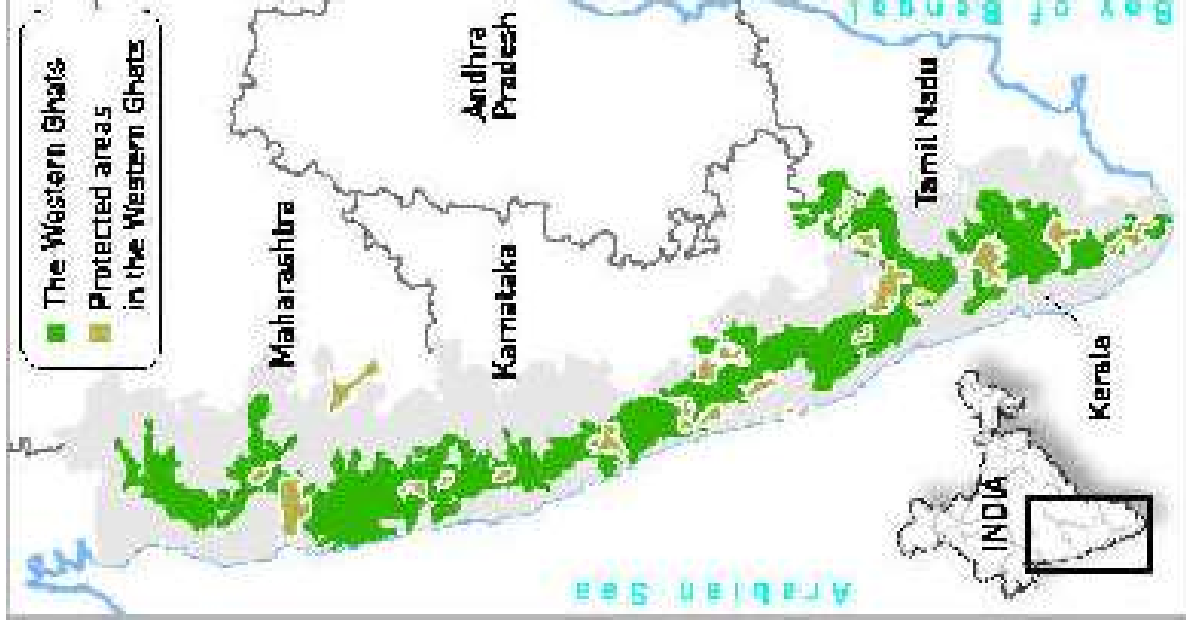 The Western Ghats
Protected areas
in the Western Ghats
Maharashtra
Andhra
Pradesh
Karnataka
Tamil Nadu
Kerala
INDIA
Bay of Bengal
Arabian Sea